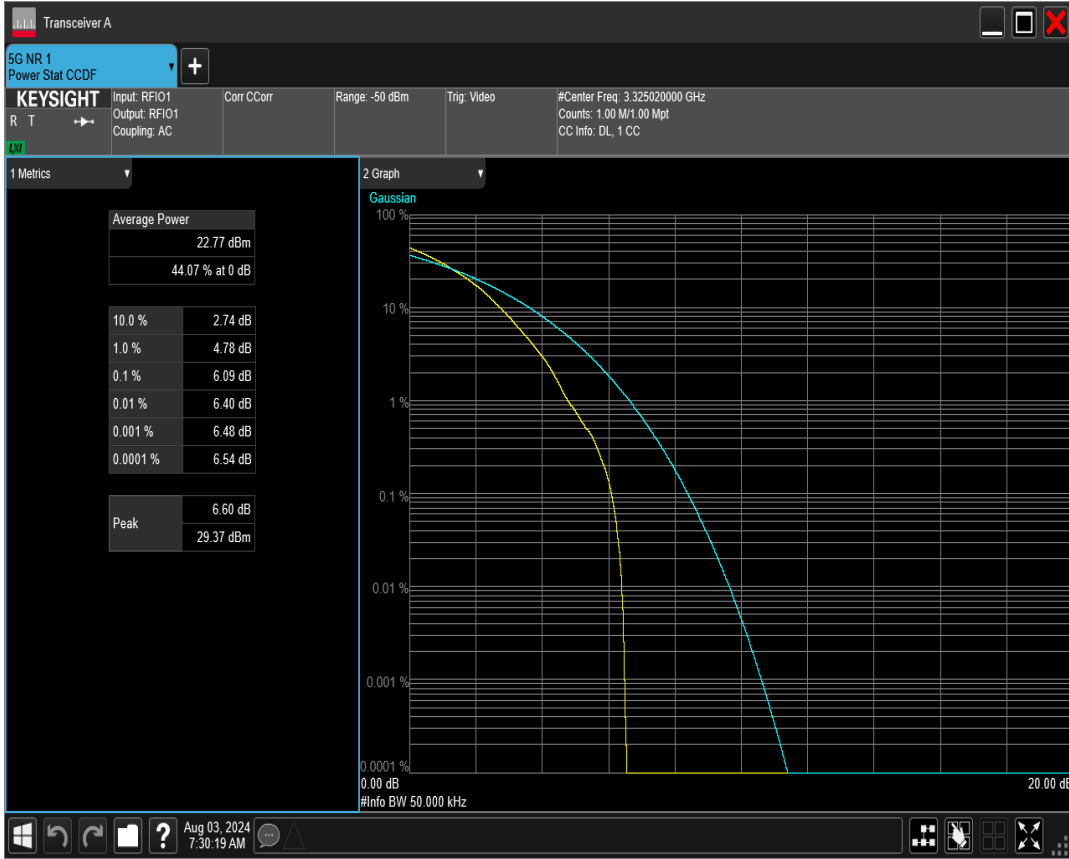 Transceiver A
5G NR 1
Power Stat CCDF
+
KEYSIGHT
R T
LXI
Input: RFIO1
Output: RFIO1
Coupling: AC
Corr CCorr
Range: -50 dBm
Trig: Video
#Center Freq: 3.325020000 GHz
Counts: 1.00 M/1.00 Mpt
CC Info: DL, 1 CC
1 Metrics
Average Power
22.77 dBm
44.07 % at 0 dB
10.0 % 2.74 dB
1.0 % 4.78 dB
0.1 % 6.09 dB
0.01 % 6.40 dB
0.001 % 6.48 dB
0.0001 % 6.54 dB
Peak
6.60 dB
29.37 dBm
2 Graph
Gaussian
100 %
10 %
1 %
0.1 %
0.01 %
0.001 %
0.0001 %
0.00 dB 20.00 dB
#Info BW 50.000 kHz
?
Aug 03, 2024
7:30:19 AM